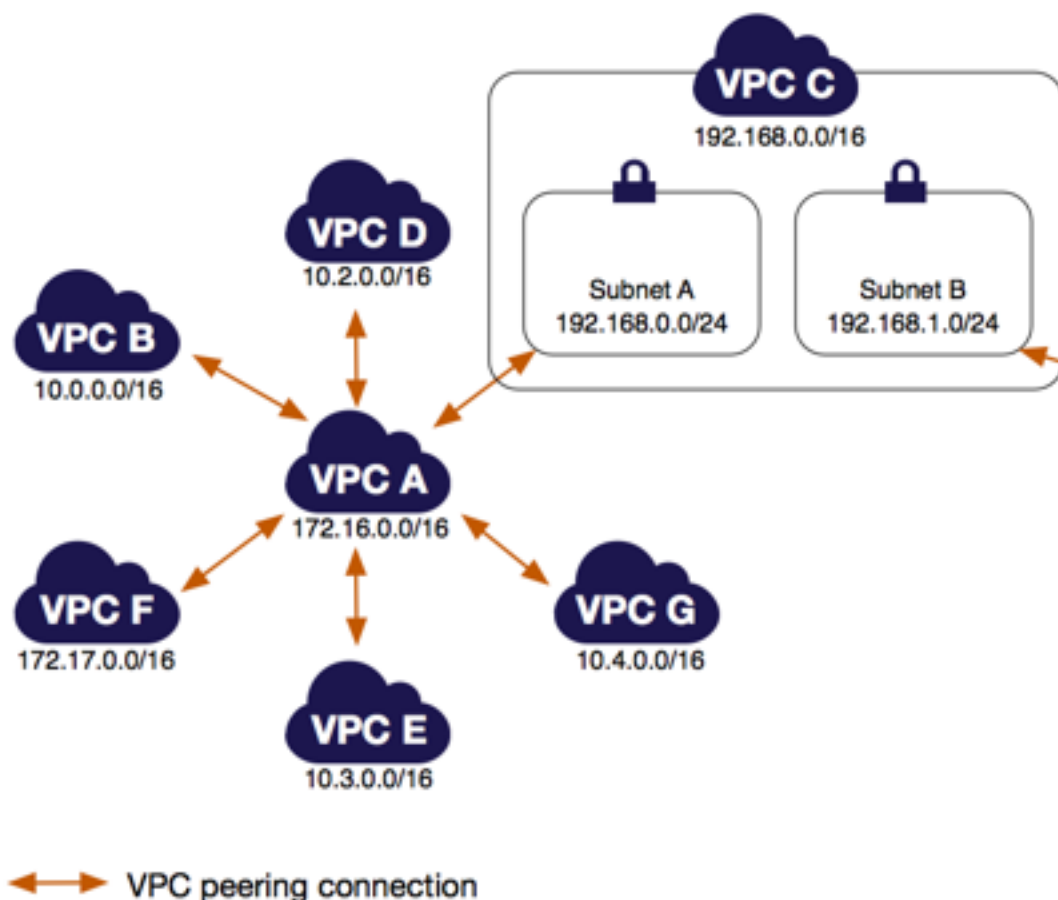 VPC C
192.168.0.0/16
VPC D
10.2.0.0/16
Subnet A
192.168.0.0/24
Subnet B
192.168.1.0/24
VPC B
10.0.0.0/16
VPC A
172.16.0.0/16
VPC F
172.17.0.0/16
VPC G
10.4.0.0/16
VPC E
10.3.0.0/16
VPC peering connection